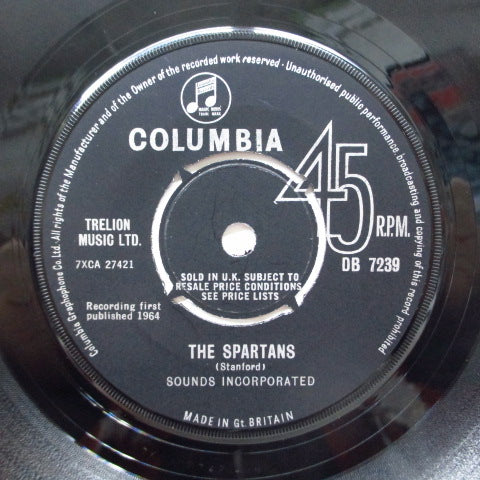 Columbia Graphophone Co. Ltd. All rights of the Manufacturer and of the Owner of the recorded work reserved · Unauthorised public performance broadcasting and copying of this record prohibited
COLUMBIA
45 R.P.M.
TRELION
MUSIC LTD.
7XCA 27421
DB 7239
SOLD IN U.K. SUBJECT TO
RESALE PRICE CONDITIONS
SEE PRICE LISTS
Recording first
published 1964
THE SPARTANS
(Stanford)
SOUNDS INCORPORATED
MADE IN Gt. BRITAIN